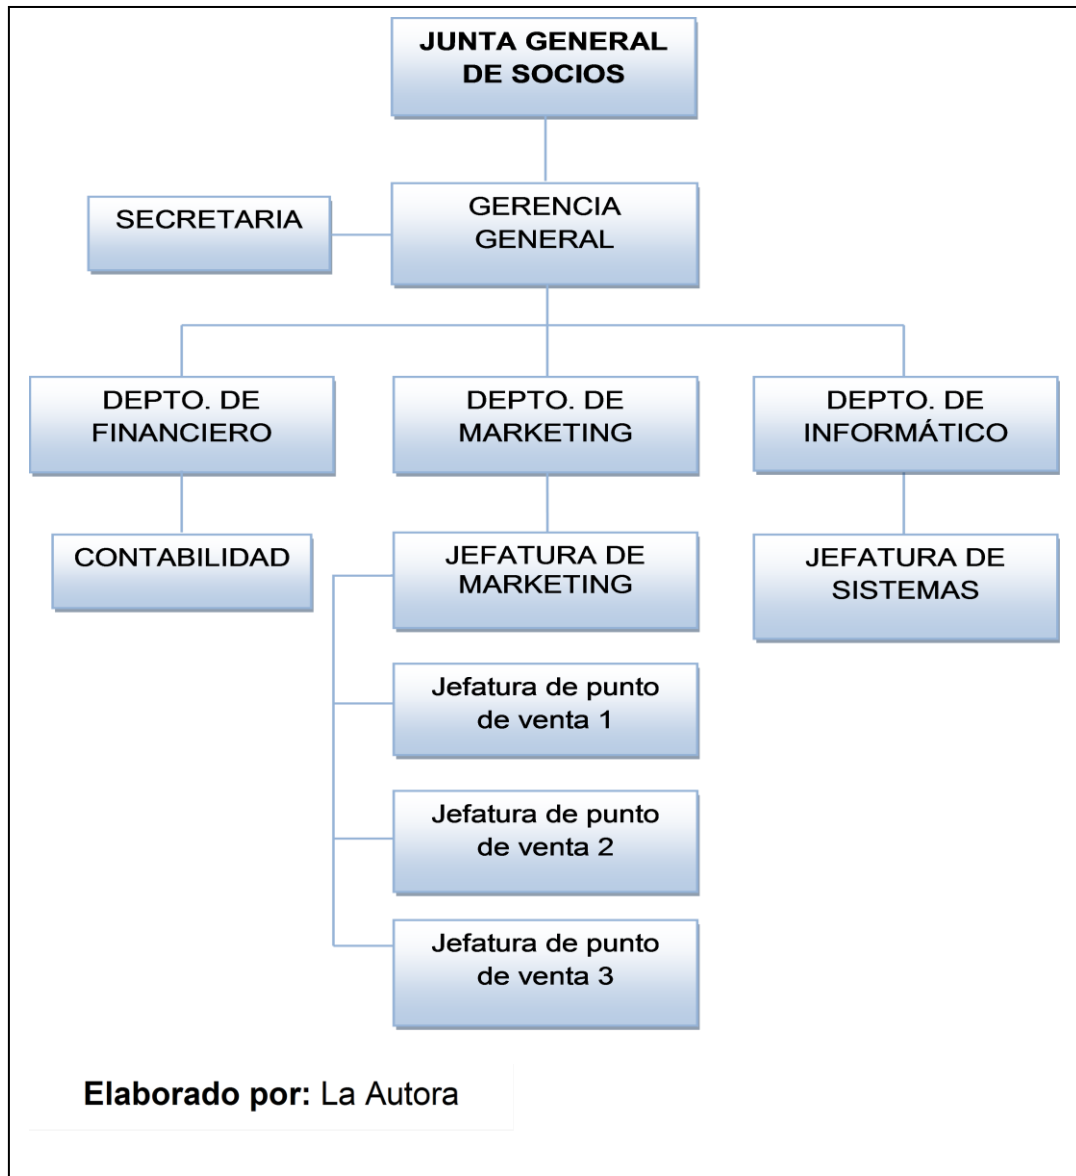 JUNTA GENERAL
DE SOCIOS
SECRETARIA
GERENCIA
GENERAL
DEPTO. DE
FINANCIERO
DEPTO. DE
MARKETING
DEPTO. DE
INFORMÁTICO
CONTABILIDAD
JEFATURA DE
MARKETING
JEFATURA DE
SISTEMAS
Jefatura de punto
de venta 1
Jefatura de punto
de venta 2
Jefatura de punto
de venta 3
Elaborado por: La Autora